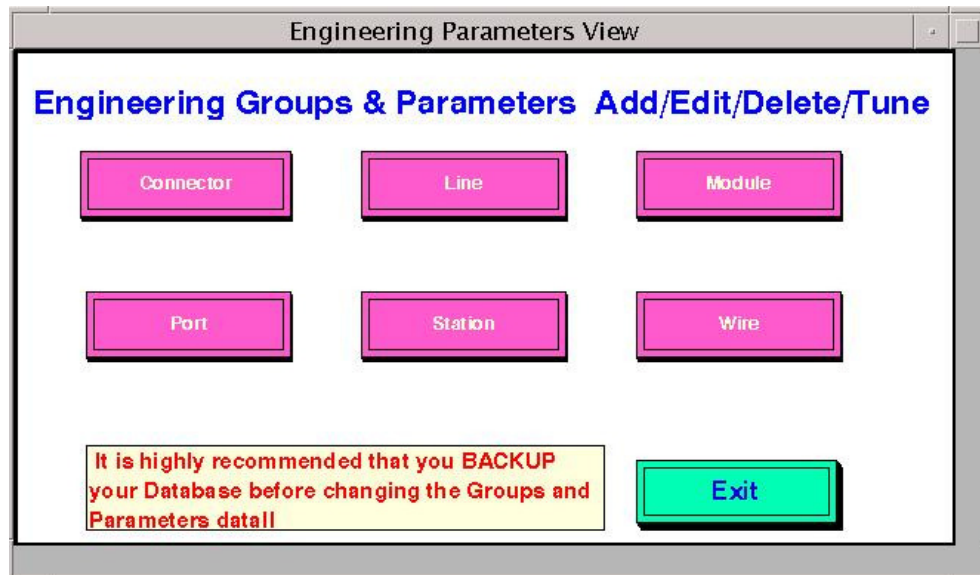 Engineering Parameters View
Engineering Groups & Parameters Add/Edit/Delete/Tune
Connector
Line
Module
Port
Station
Wire
It is highly recommended that you BACKUP
your Database before changing the Groups and
Parameters data!!
Exit